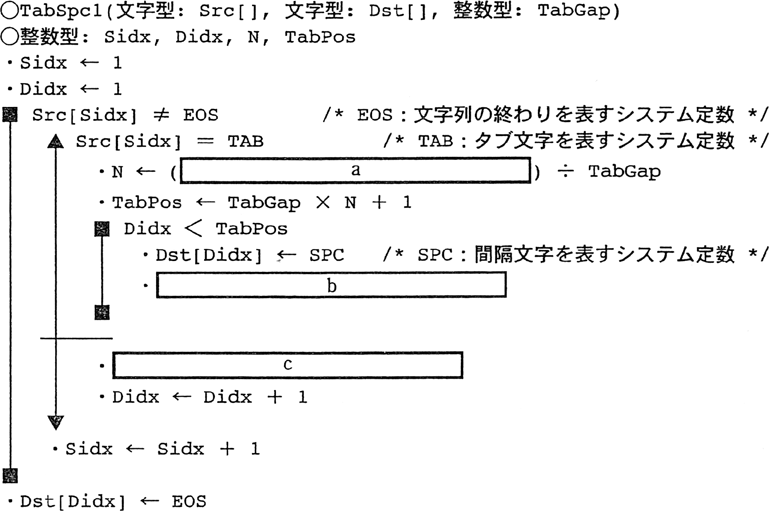 ○TabSpc1(文字型: Src[], 文字型: Dst[], 整数型: TabGap)
○整数型: Sidx, Didx, N, TabPos
・Sidx ← 1
・Didx ← 1
Src[Sidx] ≠ EOS /* EOS：文字列の終わりを表すシステム定数 */
Src[Sidx] ＝ TAB /* TAB：タブ文字を表すシステム定数 */
・N ← ( a ) ÷ TabGap
・TabPos ← TabGap × N + 1
Didx ＜ TabPos
・Dst[Didx] ← SPC /* SPC：間隔文字を表すシステム定数 */
・ b
・ c
・Didx ← Didx + 1
・Sidx ← Sidx + 1
・Dst[Didx] ← EOS